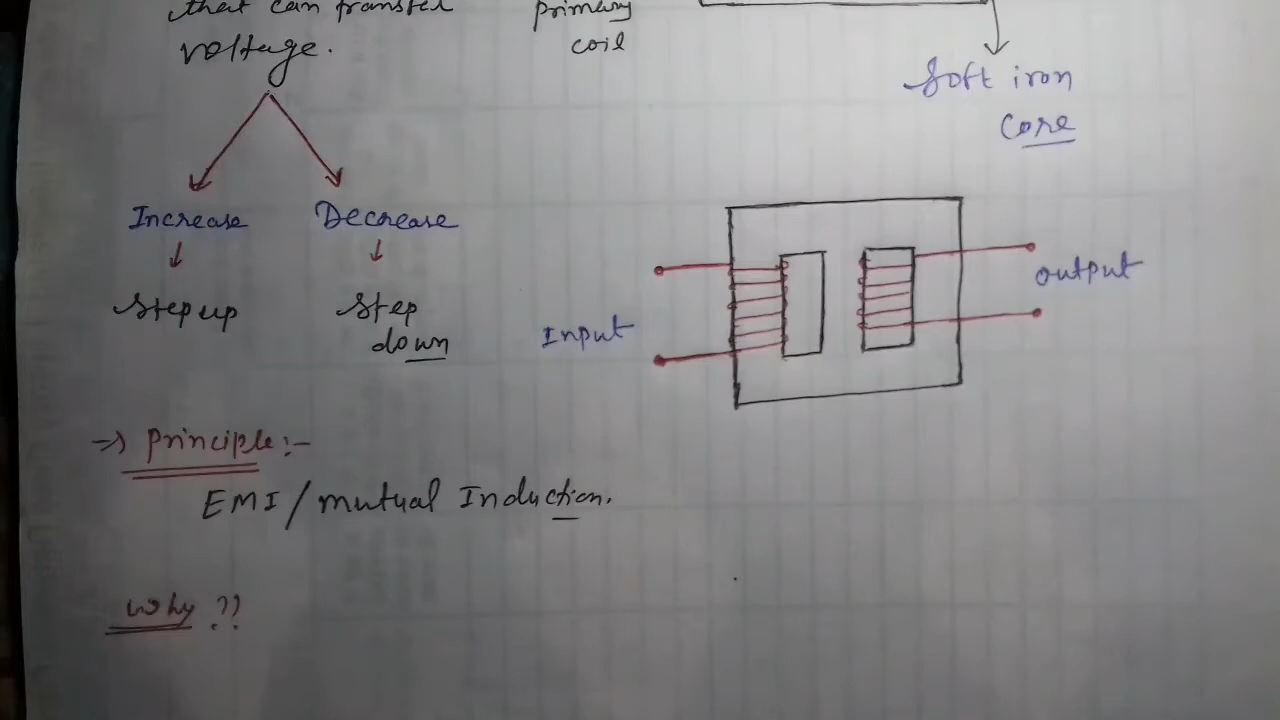 that can transfer
voltage.
primary
coil
Soft iron
core
Increase
Decrease
Step up
Step
down
Input
output
→ Principle:-
EMI/mutual Induction.
Why ??